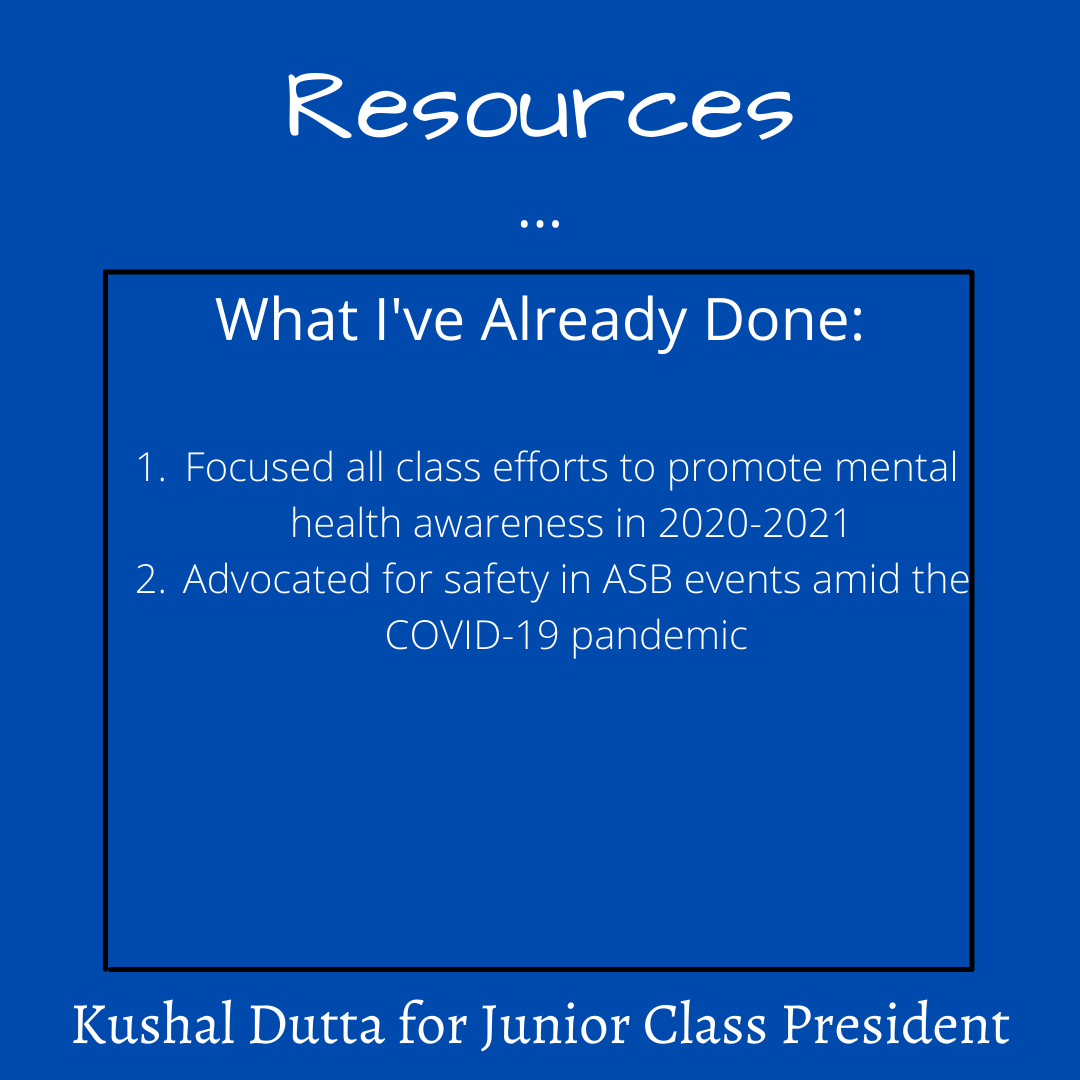 Resources
...
What I've Already Done:
1. Focused all class efforts to promote mental
health awareness in 2020-2021
2. Advocated for safety in ASB events amid the
COVID-19 pandemic
Kushal Dutta for Junior Class President